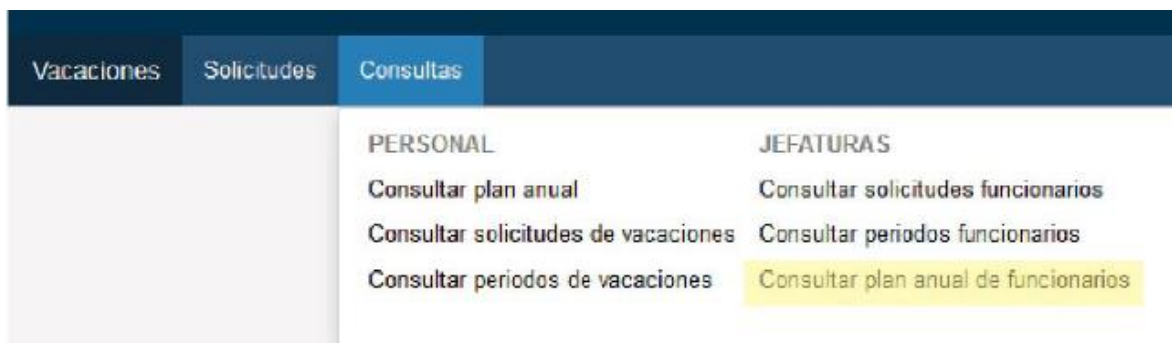 Vacaciones Solicitudes Consultas
PERSONAL
Consultar plan anual
Consultar solicitudes de vacaciones
Consultar periodos de vacaciones
JEFATURAS
Consultar solicitudes funcionarios
Consultar periodos funcionarios
Consultar plan anual de funcionarios